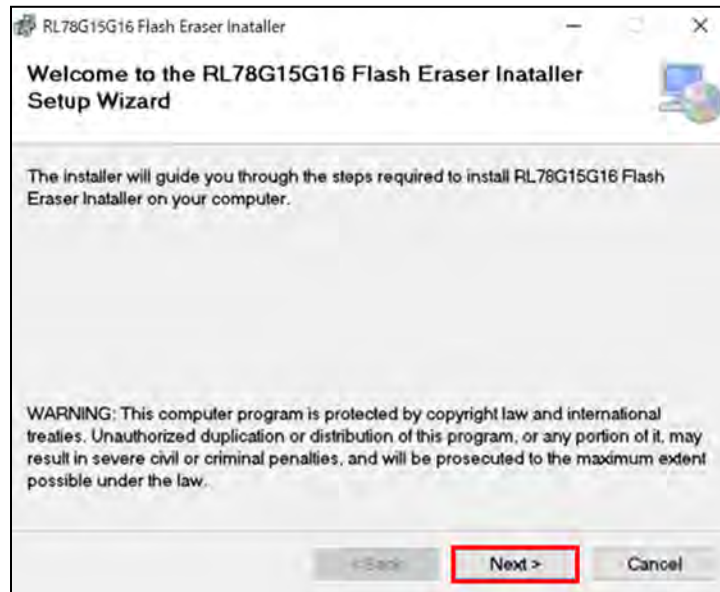 RL78G15G16 Flash Eraser Inataller
Welcome to the RL78G15G16 Flash Eraser Inataller
Setup Wizard
The installer will guide you through the steps required to install RL78G15G16 Flash
Eraser Inataller on your computer.
WARNING: This computer program is protected by copyright law and international
treaties. Unauthorized duplication or distribution of this program, or any portion of it, may
result in severe civil or criminal penalties, and will be prosecuted to the maximum extent
possible under the law.
< Back Next > Cancel